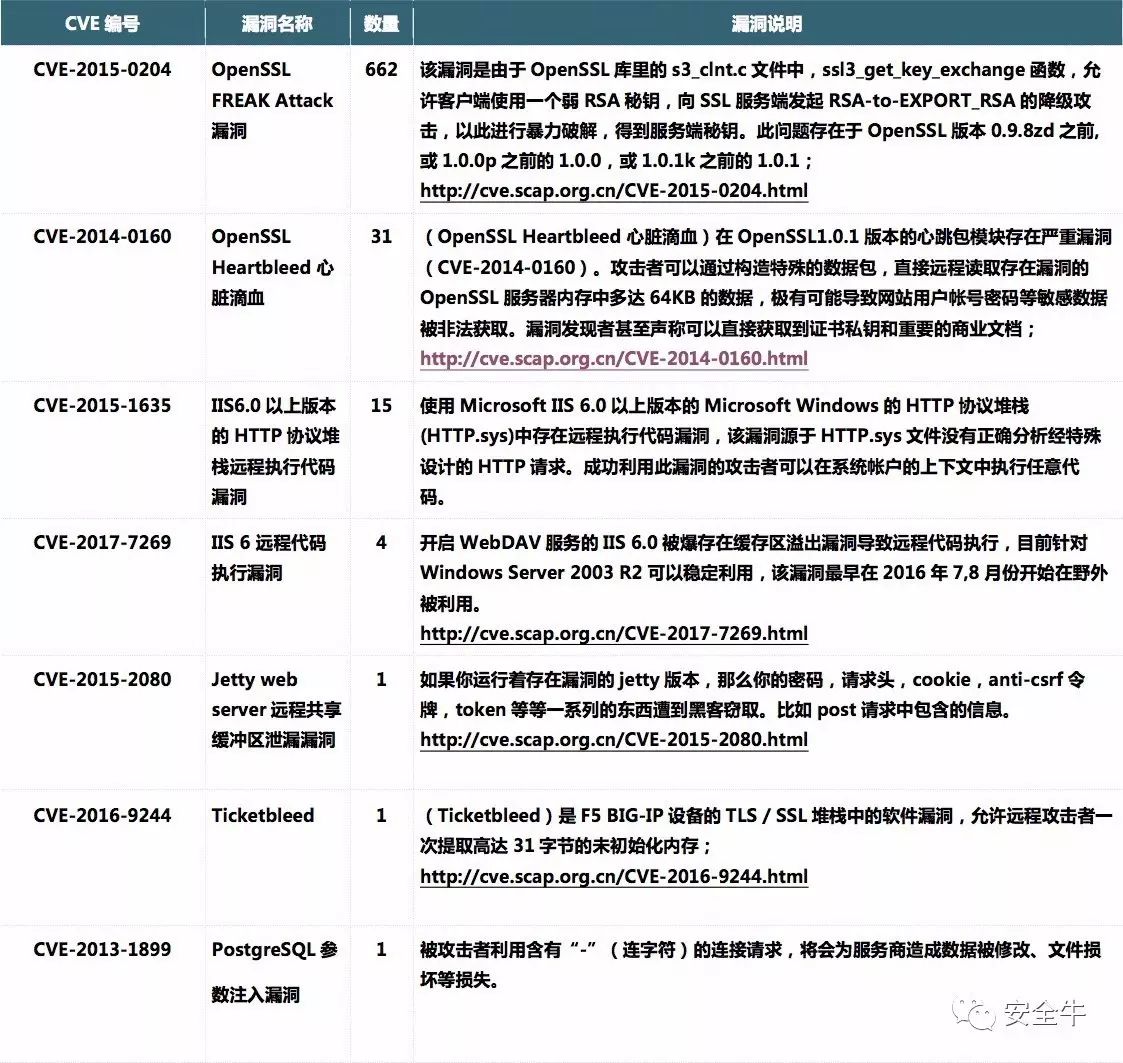 CVE 编号 漏洞名称 数量 漏洞说明
CVE-2015-0204
OpenSSL
FREAK Attack
漏洞
662
该漏洞是由于 OpenSSL 库里的 s3_clnt.c 文件中，ssl3_get_key_exchange 函数，允
许客户端使用一个弱 RSA 秘钥，向 SSL 服务端发起 RSA-to-EXPORT_RSA 的降级攻
击，以此进行暴力破解，得到服务端秘钥。此问题存在于 OpenSSL 版本 0.9.8zd 之前,
或 1.0.0p 之前的 1.0.0，或 1.0.1k 之前的 1.0.1；
http://cve.scap.org.cn/CVE-2015-0204.html
CVE-2014-0160
OpenSSL
Heartbleed 心
脏滴血
31
（OpenSSL Heartbleed 心脏滴血）在 OpenSSL1.0.1 版本的心跳包模块存在严重漏洞
（CVE-2014-0160）。攻击者可以通过构造特殊的数据包，直接远程读取存在漏洞的
OpenSSL 服务器内存中多达 64KB 的数据，极有可能导致网站用户帐号密码等敏感数据
被非法获取。漏洞发现者甚至声称可以直接获取到证书私钥和重要的商业文档；
http://cve.scap.org.cn/CVE-2014-0160.html
CVE-2015-1635
IIS6.0 以上版本
的 HTTP 协议堆
栈远程执行代码
漏洞
15
使用 Microsoft IIS 6.0 以上版本的 Microsoft Windows 的 HTTP 协议堆栈
(HTTP.sys)中存在远程执行代码漏洞，该漏洞源于 HTTP.sys 文件没有正确分析经特殊
设计的 HTTP 请求。成功利用此漏洞的攻击者可以在系统帐户的上下文中执行任意代
码。
CVE-2017-7269
IIS 6 远程代码
执行漏洞
4
开启 WebDAV 服务的 IIS 6.0 被爆存在缓存区溢出漏洞导致远程代码执行，目前针对
Windows Server 2003 R2 可以稳定利用，该漏洞最早在 2016 年 7,8 月份开始在野外
被利用。
http://cve.scap.org.cn/CVE-2017-7269.html
CVE-2015-2080
Jetty web
server 远程共享
缓冲区泄漏漏洞
1
如果你运行着存在漏洞的 jetty 版本，那么你的密码，请求头，cookie，anti-csrf 令
牌，token 等等一系列的东西遭到黑客窃取。比如 post 请求中包含的信息。
http://cve.scap.org.cn/CVE-2015-2080.html
CVE-2016-9244
Ticketbleed
1
（Ticketbleed）是 F5 BIG-IP 设备的 TLS / SSL 堆栈中的软件漏洞，允许远程攻击者一
次提取高达 31 字节的未初始化内存；
http://cve.scap.org.cn/CVE-2016-9244.html
CVE-2013-1899
PostgreSQL 参
数注入漏洞
1
被攻击者利用含有“-”（连字符）的连接请求，将会为服务商造成数据被修改、文件损
坏等损失。
安全牛